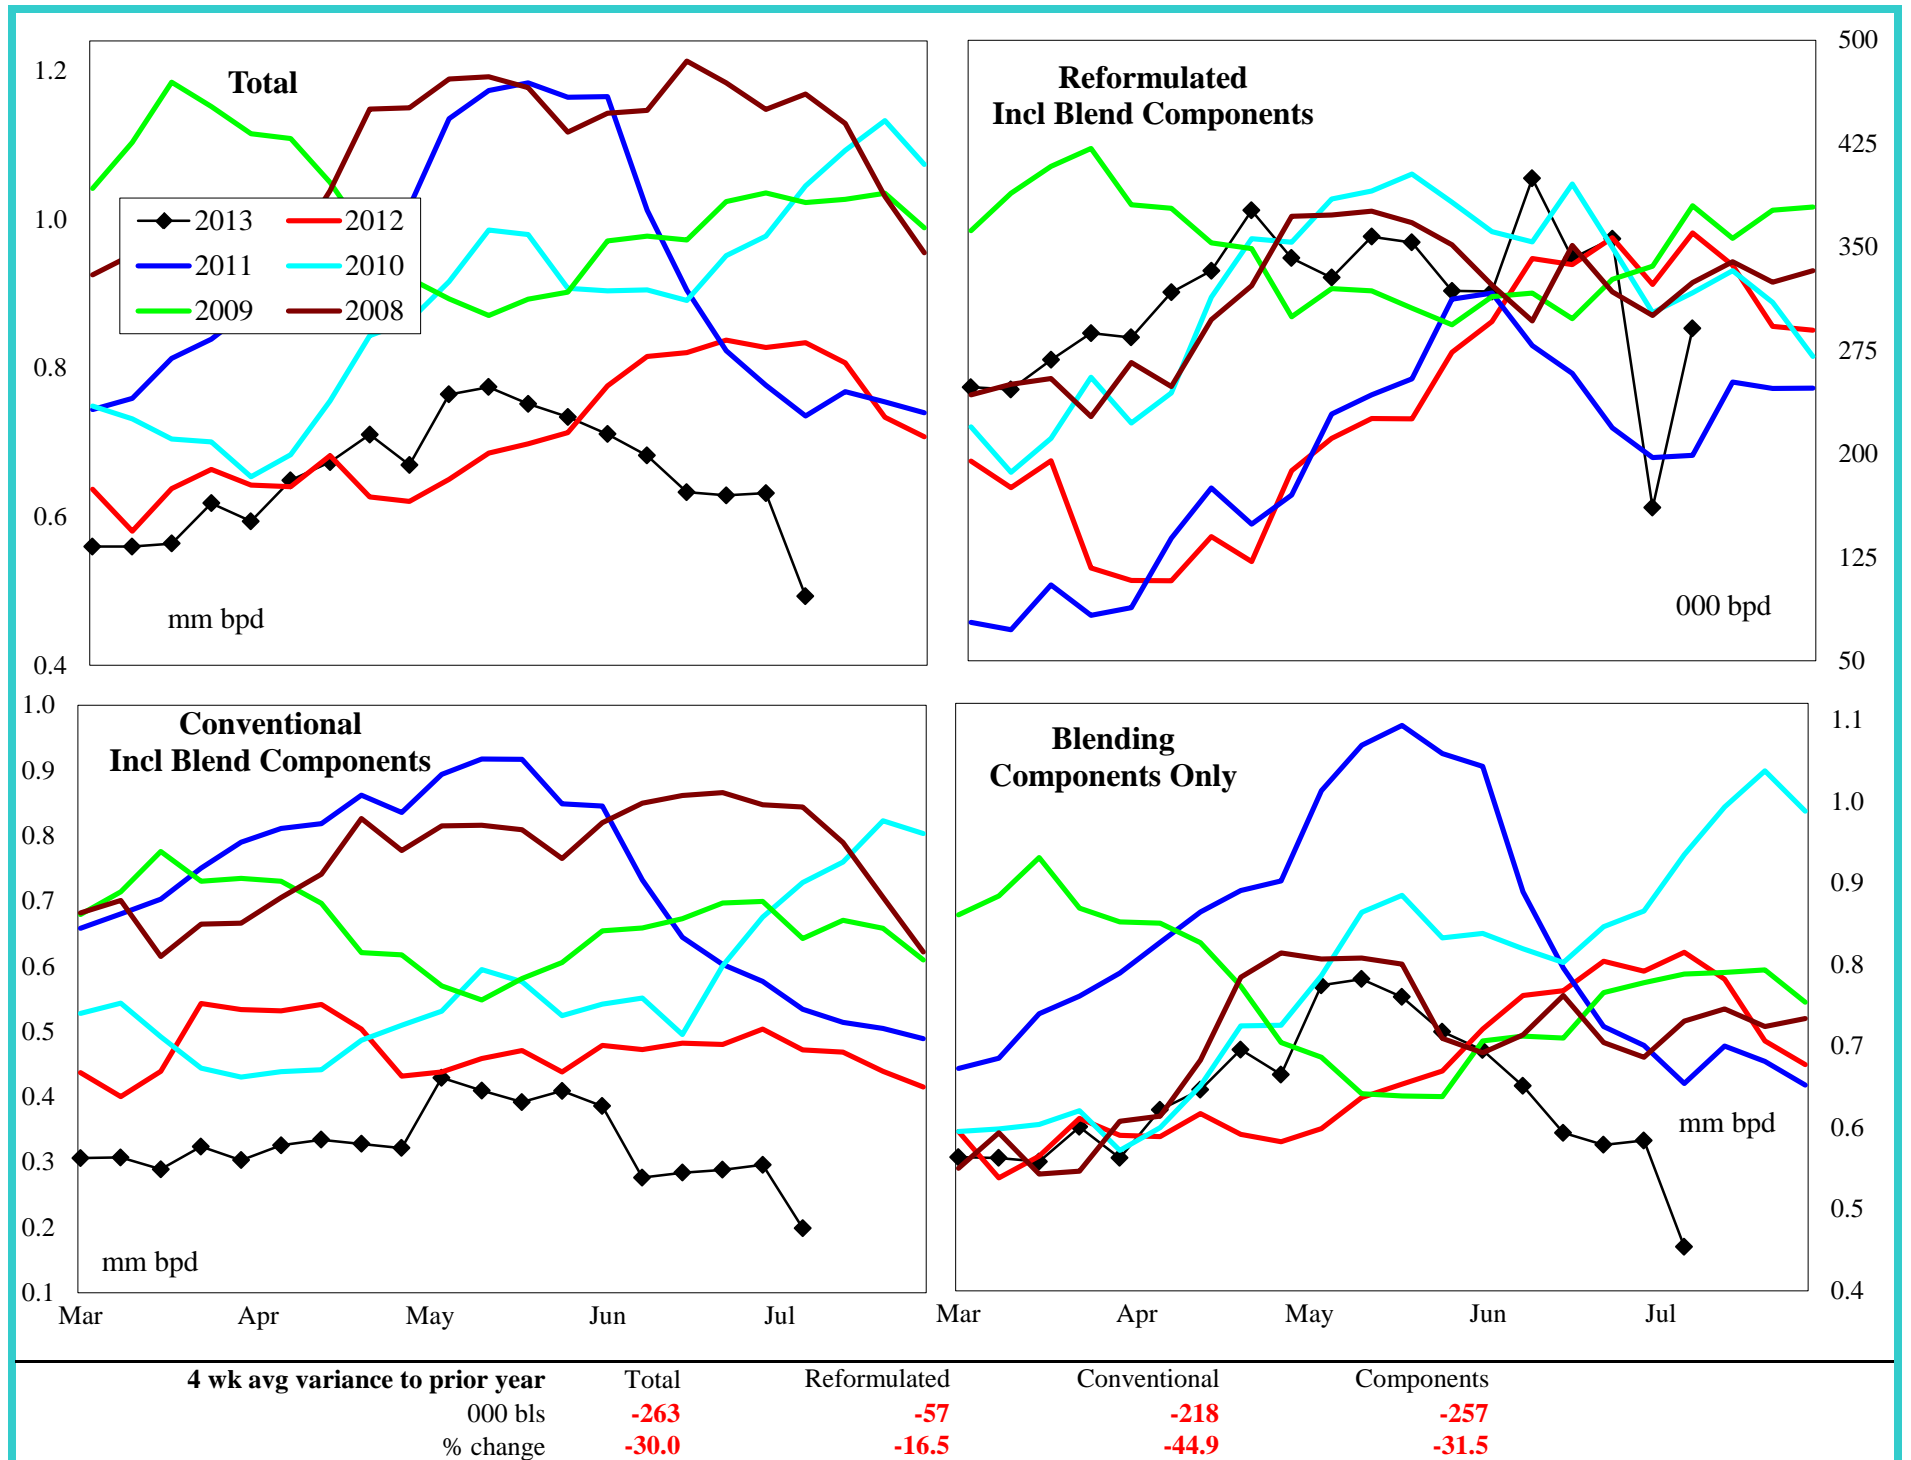 Total
1.2
1.0
0.8
0.6
0.4
2013 2012
2011 2010
2009 2008
mm bpd
Reformulated
Incl Blend Components
500
425
350
275
200
125
50
000 bpd
Conventional
Incl Blend Components
1.0
0.9
0.8
0.7
0.6
0.5
0.4
0.3
0.2
0.1
mm bpd
Mar Apr May Jun Jul
Blending
Components Only
1.1
1.0
0.9
0.8
0.7
0.6
0.5
0.4
mm bpd
Mar Apr May Jun Jul
4 wk avg variance to prior year Total Reformulated Conventional Components
000 bls -263 -57 -218 -257
% change -30.0 -16.5 -44.9 -31.5